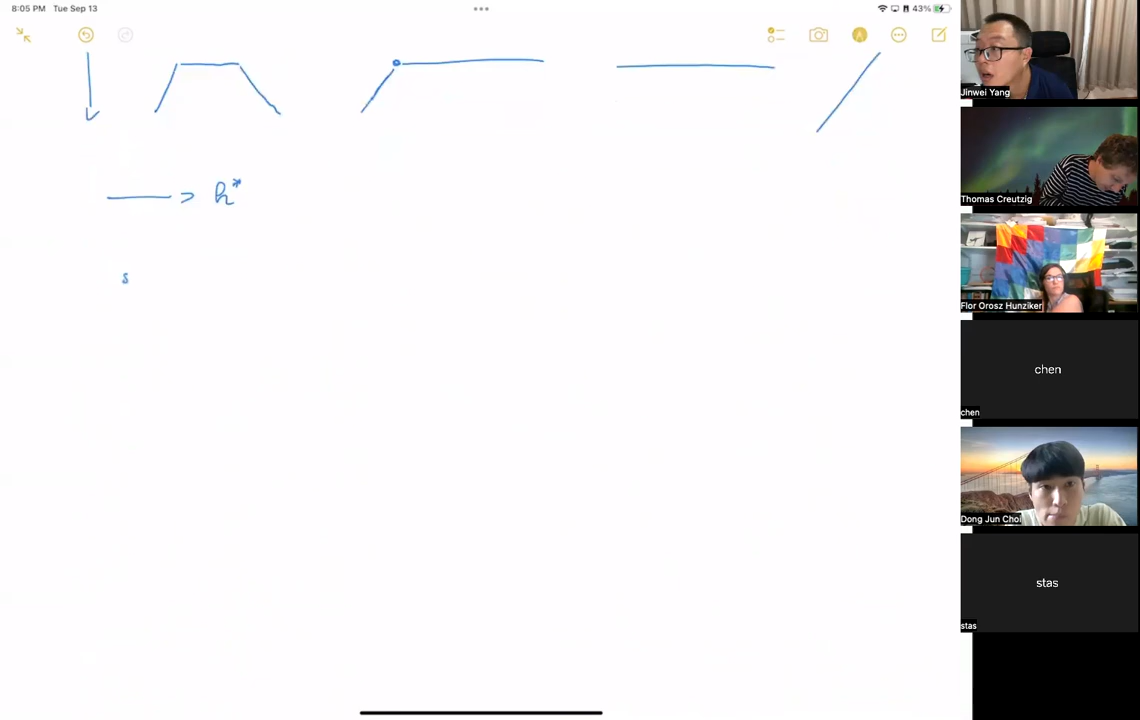 8:05 PM Tue Sep 13
43%
h*
s
Jinwei Yang
Thomas Creutzig
Flor Orosz Hunziker
chen
chen
Dong Jun Choi
stas
stas